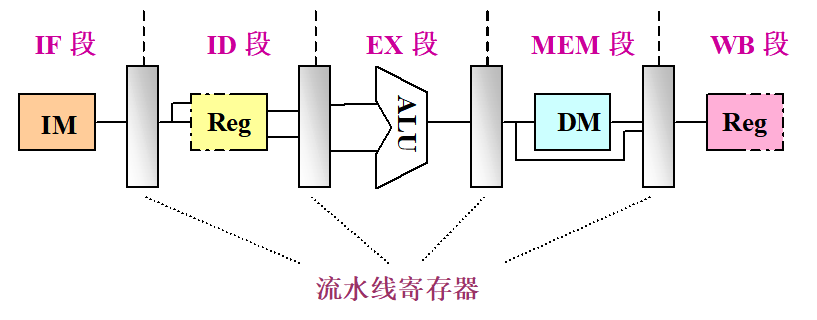 IF 段 ID 段 EX 段 MEM 段 WB 段
IM Reg ALU DM Reg
流水线寄存器